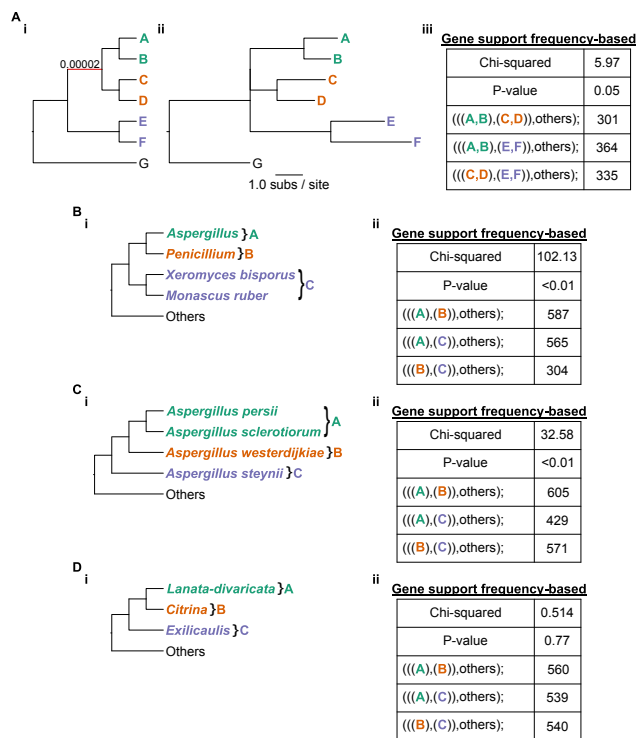 A
i
ii
iii
0.00002
A
B
C
D
E
F
G
A
B
C
D
E
F
G
1.0 subs / site
Gene support frequency-based
Chi-squared 5.97
P-value 0.05
(((A,B),(C,D)),others); 301
(((A,B),(E,F)),others); 364
(((C,D),(E,F)),others); 335
B
i
Aspergillus }A
Penicillium }B
Xeromyces bisporus
Monascus ruber
}C
Others
ii
Gene support frequency-based
Chi-squared 102.13
P-value <0.01
(((A),(B)),others); 587
(((A),(C)),others); 565
(((B),(C)),others); 304
C
i
Aspergillus persii
Aspergillus sclerotiorum
}A
Aspergillus westerdijkiae }B
Aspergillus steynii }C
Others
ii
Gene support frequency-based
Chi-squared 32.58
P-value <0.01
(((A),(B)),others); 605
(((A),(C)),others); 429
(((B),(C)),others); 571
D
i
Lanata-divaricata }A
Citrina }B
Exilicaulis }C
Others
ii
Gene support frequency-based
Chi-squared 0.514
P-value 0.77
(((A),(B)),others); 560
(((A),(C)),others); 539
(((B),(C)),others); 540